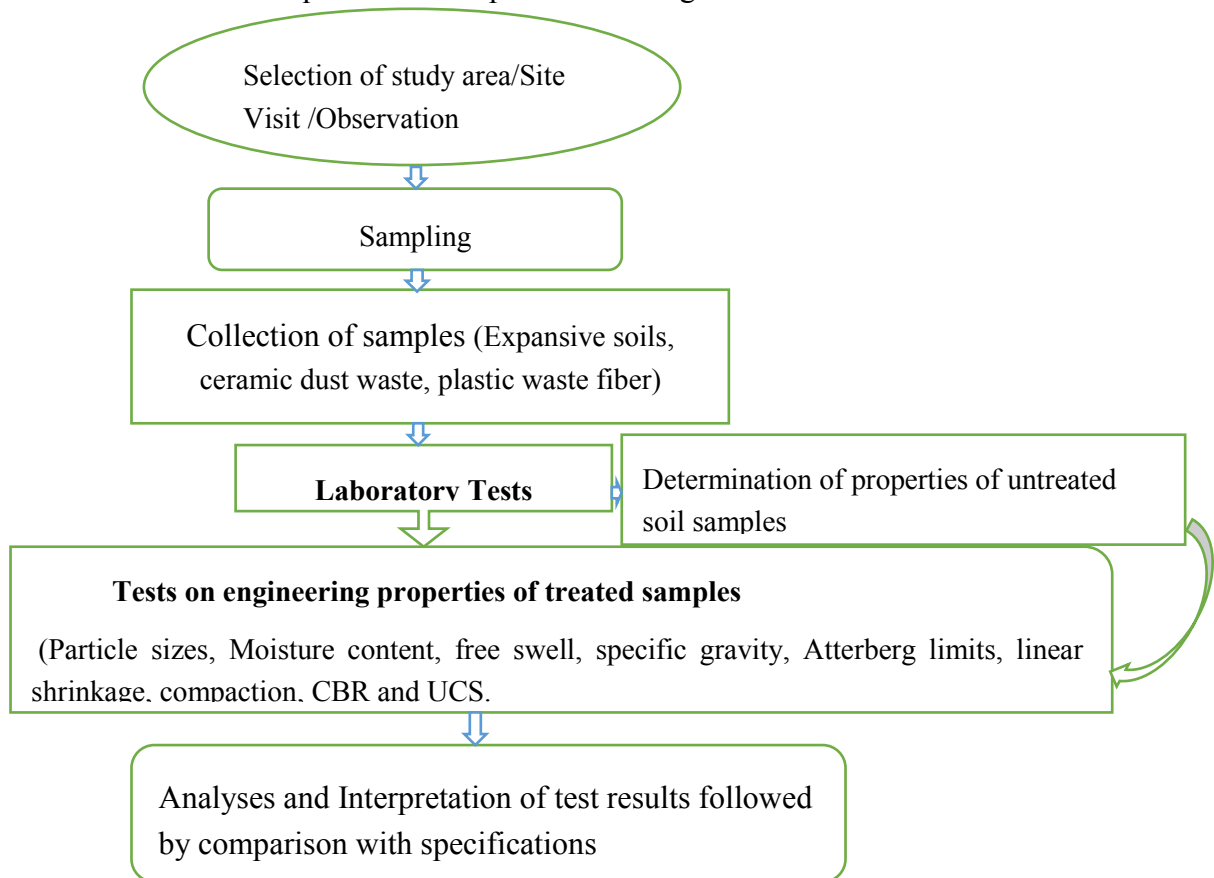 Selection of study area/Site
Visit /Observation
Sampling
Collection of samples (Expansive soils,
ceramic dust waste, plastic waste fiber)
Laboratory Tests
Determination of properties of untreated
soil samples
Tests on engineering properties of treated samples
(Particle sizes, Moisture content, free swell, specific gravity, Atterberg limits, linear
shrinkage, compaction, CBR and UCS.
Analyses and Interpretation of test results followed
by comparison with specifications